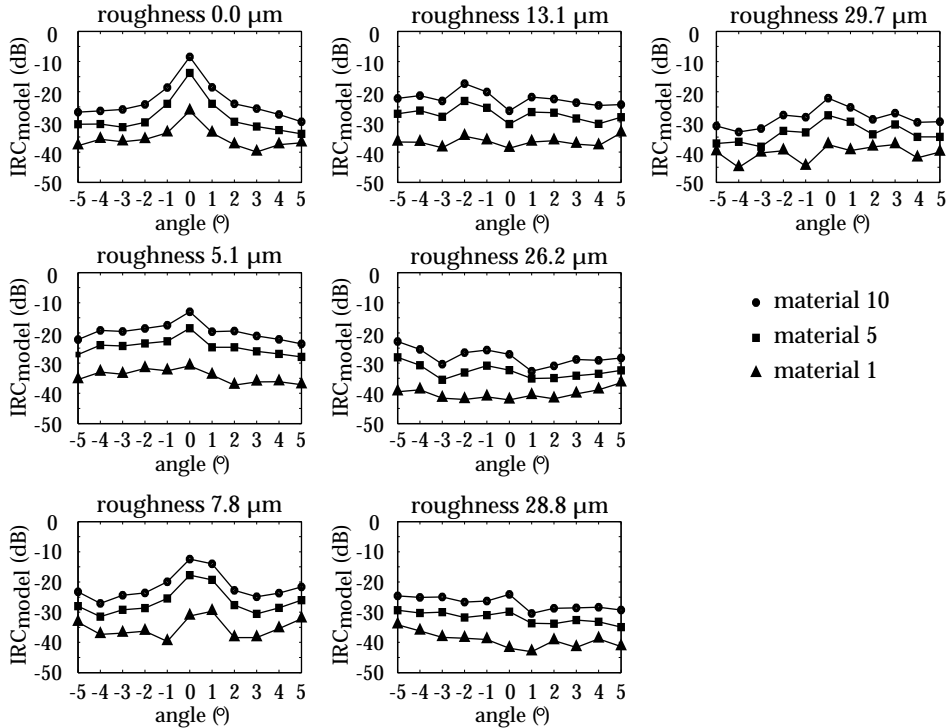 roughness 0.0 µm
IRCmodel (dB)
0
-10
-20
-30
-40
-50
-5 -4 -3 -2 -1 0 1 2 3 4 5
angle (º)
roughness 13.1 µm
IRCmodel (dB)
0
-10
-20
-30
-40
-50
-5 -4 -3 -2 -1 0 1 2 3 4 5
angle (º)
roughness 29.7 µm
IRCmodel (dB)
0
-10
-20
-30
-40
-50
-5 -4 -3 -2 -1 0 1 2 3 4 5
angle (º)
roughness 5.1 µm
IRCmodel (dB)
0
-10
-20
-30
-40
-50
-5 -4 -3 -2 -1 0 1 2 3 4 5
angle (º)
roughness 26.2 µm
IRCmodel (dB)
0
-10
-20
-30
-40
-50
-5 -4 -3 -2 -1 0 1 2 3 4 5
angle (º)
material 10
material 5
material 1
roughness 7.8 µm
IRCmodel (dB)
0
-10
-20
-30
-40
-50
-5 -4 -3 -2 -1 0 1 2 3 4 5
angle (º)
roughness 28.8 µm
IRCmodel (dB)
0
-10
-20
-30
-40
-50
-5 -4 -3 -2 -1 0 1 2 3 4 5
angle (º)